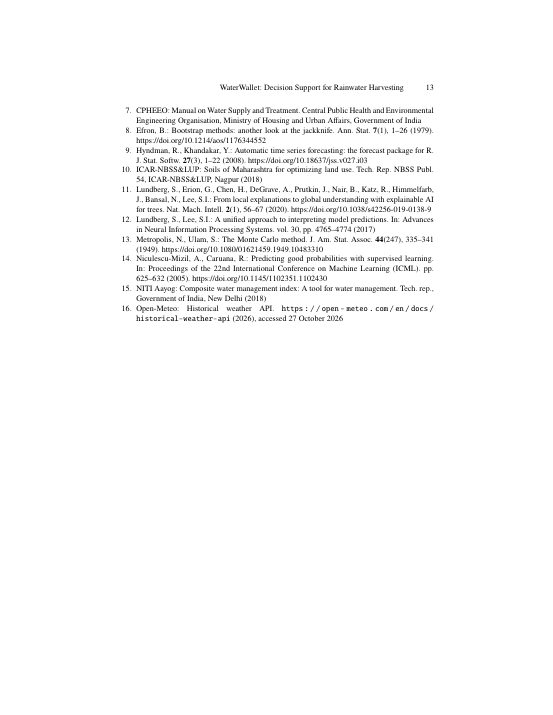 WaterWallet: Decision Support for Rainwater Harvesting 13
7. CPHEEO: Manual on Water Supply and Treatment. Central Public Health and Environmental
Engineering Organisation, Ministry of Housing and Urban Affairs, Government of India
8. Efron, B.: Bootstrap methods: another look at the jackknife. Ann. Stat. 7(1), 1–26 (1979).
https://doi.org/10.1214/aos/1176344552
9. Hyndman, R., Khandakar, Y.: Automatic time series forecasting: the forecast package for R.
J. Stat. Softw. 27(3), 1–22 (2008). https://doi.org/10.18637/jss.v027.i03
10. ICAR-NBSS&LUP: Soils of Maharashtra for optimizing land use. Tech. Rep. NBSS Publ.
54, ICAR-NBSS&LUP, Nagpur (2018)
11. Lundberg, S., Erion, G., Chen, H., DeGrave, A., Prutkin, J., Nair, B., Katz, R., Himmelfarb,
J., Bansal, N., Lee, S.I.: From local explanations to global understanding with explainable AI
for trees. Nat. Mach. Intell. 2(1), 56–67 (2020). https://doi.org/10.1038/s42256-019-0138-9
12. Lundberg, S., Lee, S.I.: A unified approach to interpreting model predictions. In: Advances
in Neural Information Processing Systems. vol. 30, pp. 4765–4774 (2017)
13. Metropolis, N., Ulam, S.: The Monte Carlo method. J. Am. Stat. Assoc. 44(247), 335–341
(1949). https://doi.org/10.1080/01621459.1949.10483310
14. Niculescu-Mizil, A., Caruana, R.: Predicting good probabilities with supervised learning.
In: Proceedings of the 22nd International Conference on Machine Learning (ICML). pp.
625–632 (2005). https://doi.org/10.1145/1102351.1102430
15. NITI Aayog: Composite water management index: A tool for water management. Tech. rep.,
Government of India, New Delhi (2018)
16. Open-Meteo: Historical weather API. https://open-meteo.com/en/docs/
historical-weather-api (2026), accessed 27 October 2026